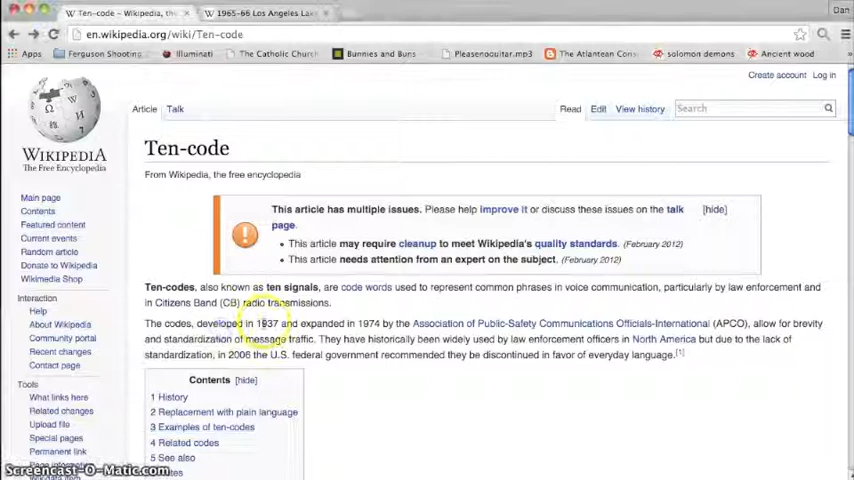 Ten-code – Wikipedia, the f
1965-66 Los Angeles La
Dan
en.wikipedia.org/wiki/Ten-code
Apps Ferguson Shooting The Catholic Church Bunnies and Buns Pleasenoquitar.mp3 The Atlantean Cons solomon demons Ancient wood
Create account Log in
Article Talk Read Edit View history Search
WIKIPEDIA
The Free Encyclopedia
Main page
Contents
Featured content
Current events
Random article
Donate to Wikipedia
Wikimedia Shop
Interaction
Help
About Wikipedia
Community portal
Recent changes
Contact page
Tools
What links here
Related changes
Upload file
Special pages
Permanent link
Page information
Wikidata item
Ten-code
From Wikipedia, the free encyclopedia
This article has multiple issues. Please help improve it or discuss these issues on the talk [hide]
page.
• This article may require cleanup to meet Wikipedia's quality standards. (February 2012)
• This article needs attention from an expert on the subject. (February 2012)
Ten-codes, also known as ten signals, are code words used to represent common phrases in voice communication, particularly by law enforcement and
in Citizens Band (CB) radio transmissions.
The codes, developed in 1937 and expanded in 1974 by the Association of Public-Safety Communications Officials-International (APCO), allow for brevity
and standardization of message traffic. They have historically been widely used by law enforcement officers in North America but due to the lack of
standardization, in 2006 the U.S. federal government recommended they be discontinued in favor of everyday language.[1]
Contents [hide]
1 History
2 Replacement with plain language
3 Examples of ten-codes
4 Related codes
5 See also
Screencast-O-Matic.com